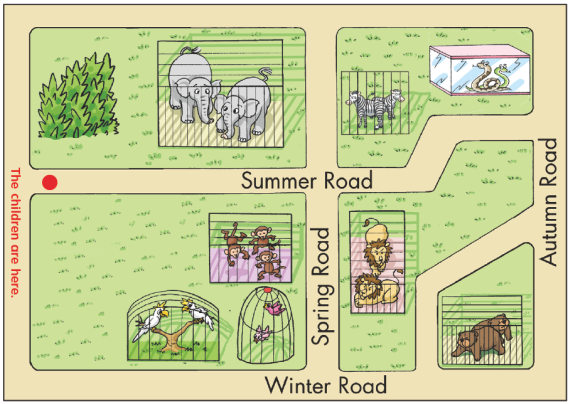 Summer Road
The children are here.
Spring Road
Autumn Road
Winter Road